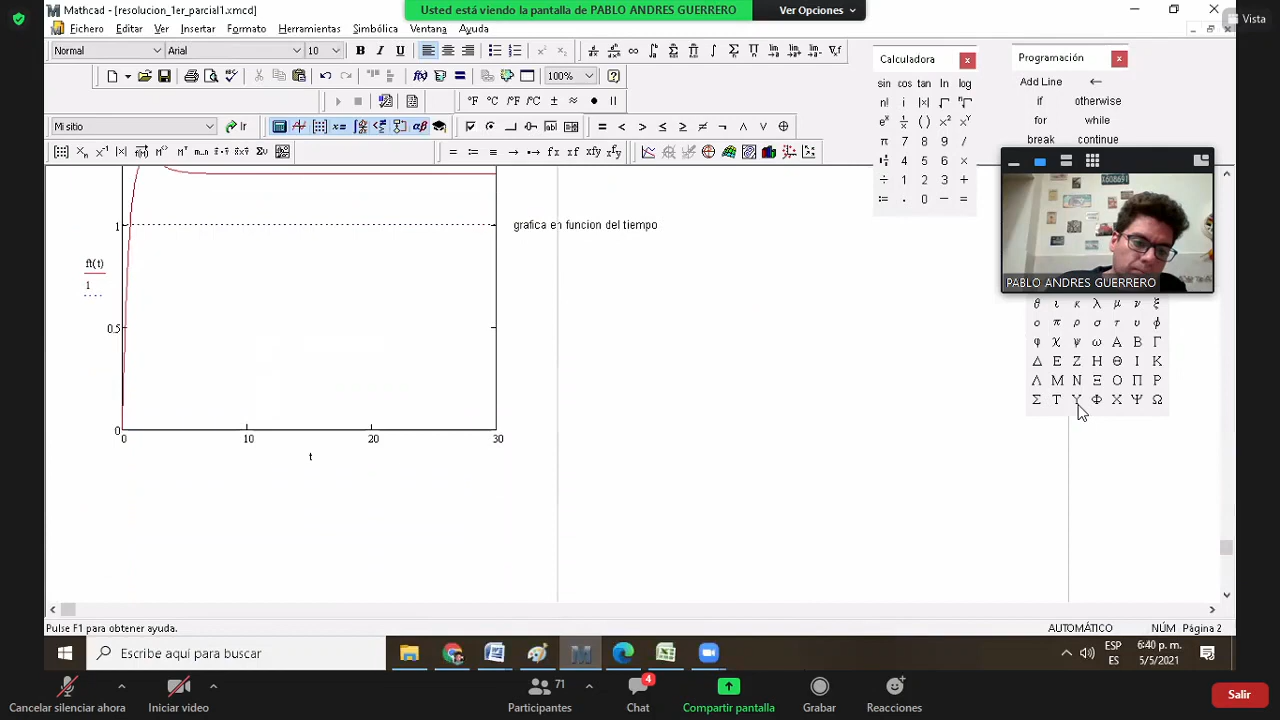 Usted está viendo la pantalla de PABLO ANDRES GUERRERO
Ver Opciones
Vista
Mathcad - [resolucion_1er_parcial1.xmcd]
Fichero Editar Ver Insertar Formato Herramientas Simbólica Ventana Ayuda
Normal Arial 10
100%
Mi sitio Ir
Calculadora
sin cos tan ln log
n! i |x|
π 7 8 9 /
4 5 6 ×
÷ 1 2 3 +
:= . 0 − =
Programación
Add Line ←
if otherwise
for while
break continue
X608691
PABLO ANDRES GUERRERO
θ ι κ λ μ ν ξ
ο π ρ σ τ υ ϕ
φ χ ψ ω Α Β Γ
Δ Ε Ζ Η Θ Ι Κ
Λ Μ Ν Ξ Ο Π Ρ
Σ Τ Υ Φ Χ Ψ Ω
grafica en funcion del tiempo
1
ft(t)
1
0.5
0
0 10 20 30
t
Pulse F1 para obtener ayuda.
AUTOMÁTICO NÚM Página 2
Escribe aquí para buscar
ESP
ES
6:40 p. m.
5/5/2021
Cancelar silenciar ahora
Iniciar video
71
Participantes
4
Chat
Compartir pantalla
Grabar
Reacciones
Salir